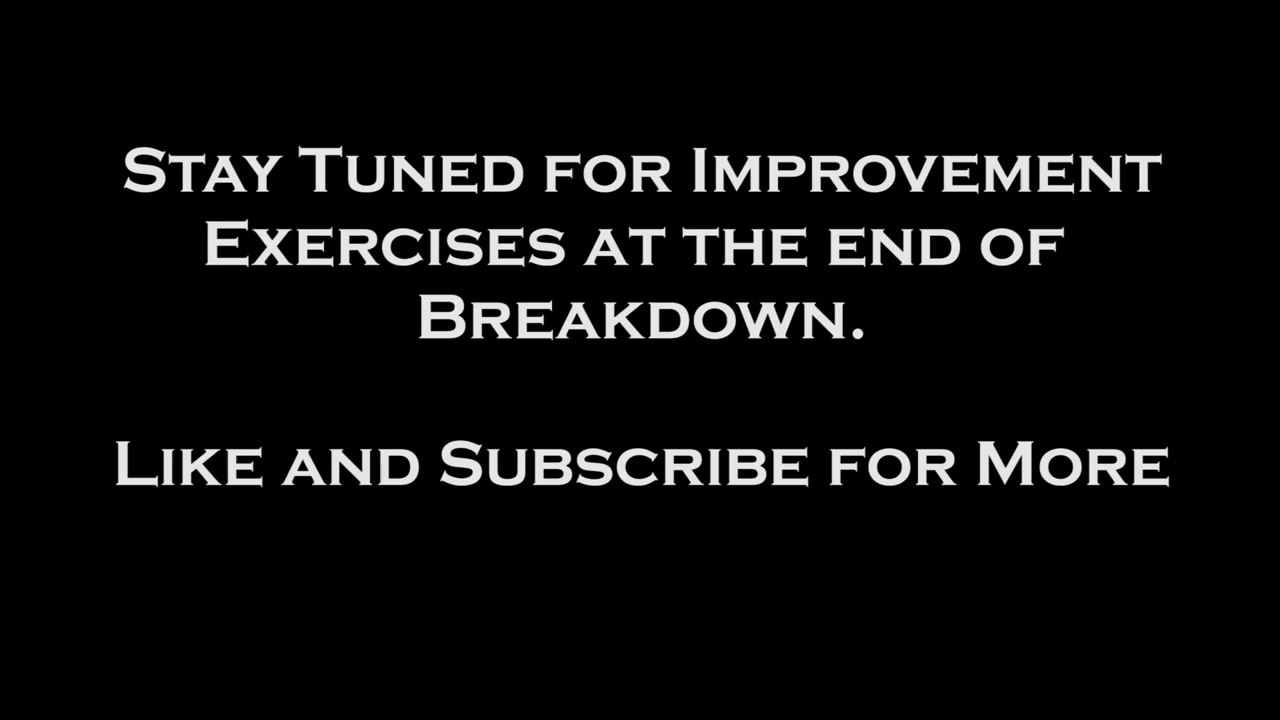 Stay Tuned for Improvement
Exercises at the end of
Breakdown.
Like and Subscribe for More